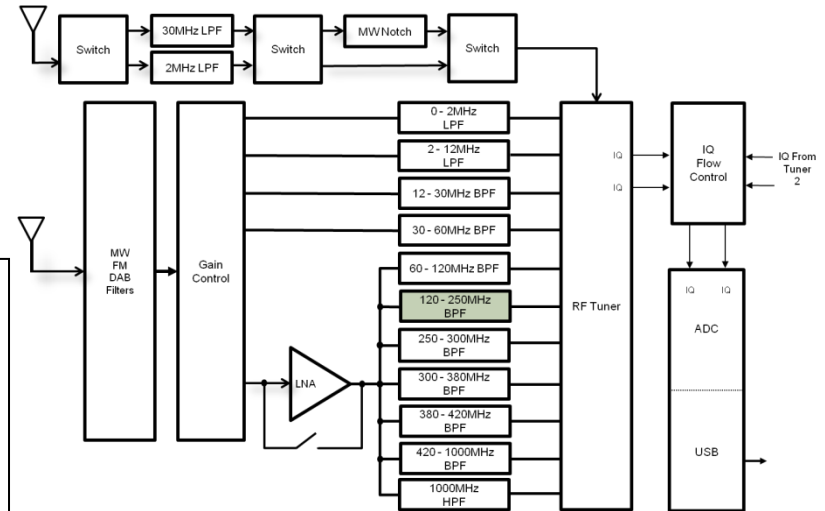 Switch
30MHz LPF
2MHz LPF
Switch
MW Notch
Switch
MW
FM
DAB
Filters
Gain
Control
LNA
0 - 2MHz
LPF
2 - 12MHz
LPF
12 - 30MHz BPF
30 - 60MHz BPF
60 - 120MHz BPF
120 - 250MHz
BPF
250 - 300MHz
BPF
300 - 380MHz
BPF
380 - 420MHz
BPF
420 - 1000MHz
BPF
1000MHz
HPF
RF Tuner
IQ
IQ
IQ
Flow
Control
IQ From
Tuner
2
IQ IQ
ADC
USB